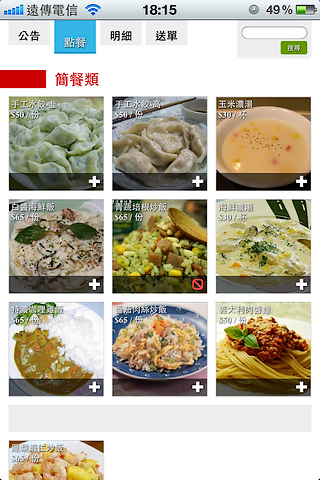 遠傳電信 18:15 49%
公告 點餐 明細 送單 搜尋
簡餐類
手工水餃-韭
$50 / 份
手工水餃-高
$50 / 份
玉米濃湯
$30 / 杯
白醬海鮮飯
$65 / 份
青蔬培根炒飯
$65 / 份
海鮮濃湯
$30 / 杯
特濃咖哩雞飯
$65 / 份
蕃茄肉絲炒飯
$65 / 份
義大利肉醬麵
$50 / 份
鳳梨蝦仁炒飯
$65 / 份